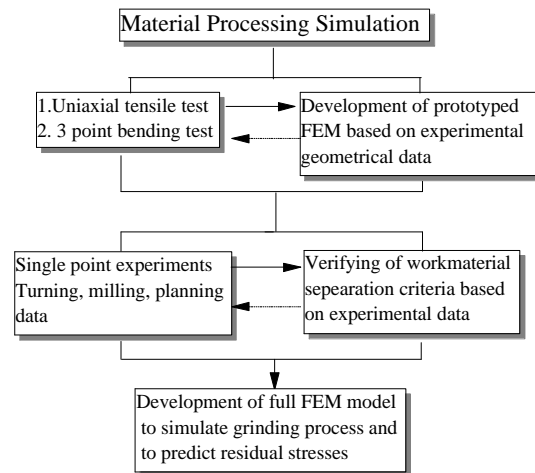 Material Processing Simulation
1.Uniaxial tensile test
2. 3 point bending test
Development of prototyped
FEM based on experimental
geometrical data
Single point experiments
Turning, milling, planning
data
Verifying of workmaterial
sepearation criteria based
on experimental data
Development of full FEM model
to simulate grinding process and
to predict residual stresses